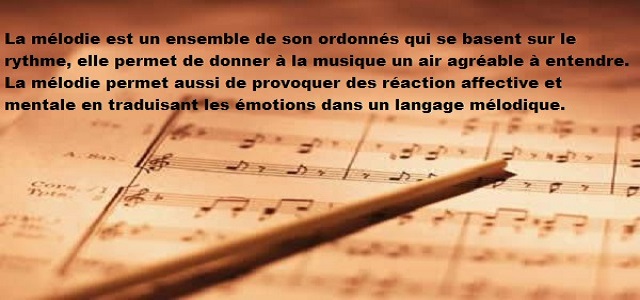 La mélodie est un ensemble de son ordonnés qui se basent sur le
rythme, elle permet de donner à la musique un air agréable à entendre.
La mélodie permet aussi de provoquer des réaction affective et
mentale en traduisant les émotions dans un langage mélodique.
A. Sax.